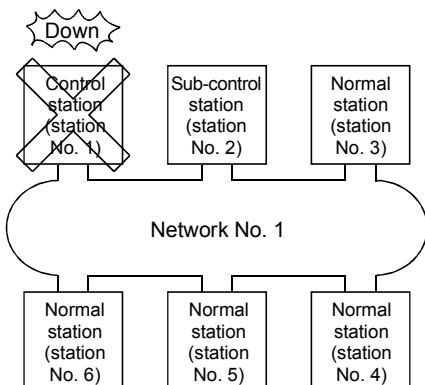 Down
Control
station
(station
No. 1)
Sub-control
station
(station
No. 2)
Normal
station
(station
No. 3)
Network No. 1
Normal
station
(station
No. 6)
Normal
station
(station
No. 5)
Normal
station
(station
No. 4)